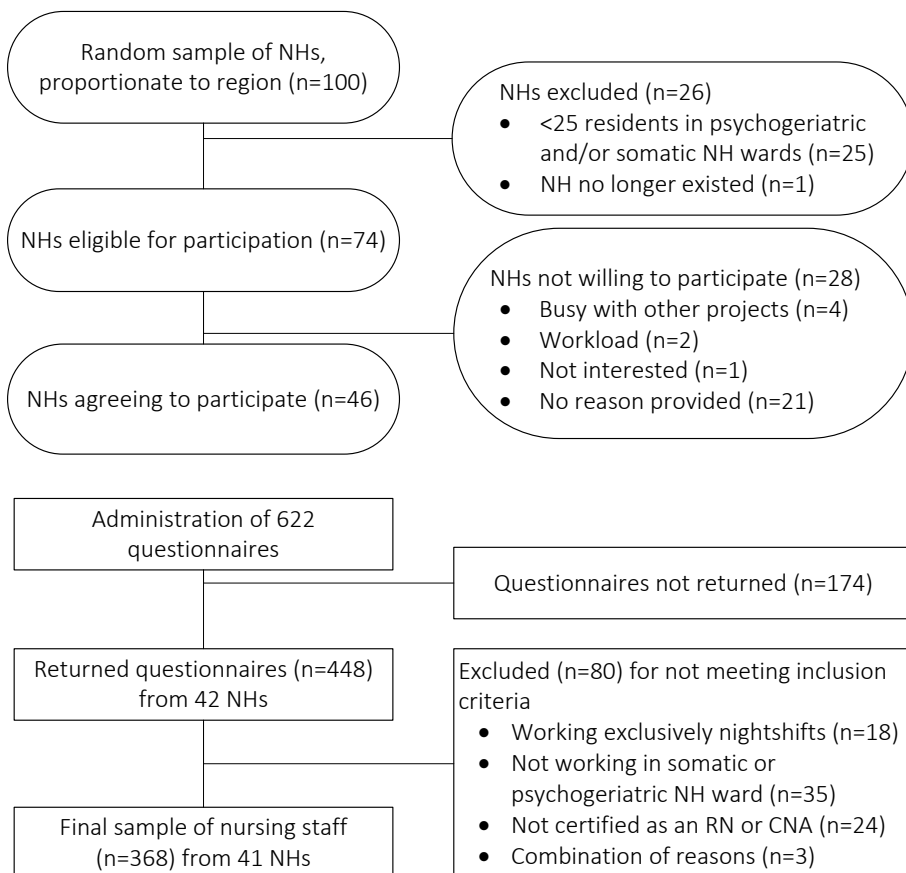 Random sample of NHs,
proportionate to region (n=100)
NHs excluded (n=26)
• <25 residents in psychogeriatric
and/or somatic NH wards (n=25)
• NH no longer existed (n=1)
NHs eligible for participation (n=74)
NHs not willing to participate (n=28)
• Busy with other projects (n=4)
• Workload (n=2)
• Not interested (n=1)
• No reason provided (n=21)
NHs agreeing to participate (n=46)
Administration of 622
questionnaires
Questionnaires not returned (n=174)
Returned questionnaires (n=448)
from 42 NHs
Excluded (n=80) for not meeting inclusion
criteria
• Working exclusively nightshifts (n=18)
• Not working in somatic or
psychogeriatric NH ward (n=35)
• Not certified as an RN or CNA (n=24)
• Combination of reasons (n=3)
Final sample of nursing staff
(n=368) from 41 NHs